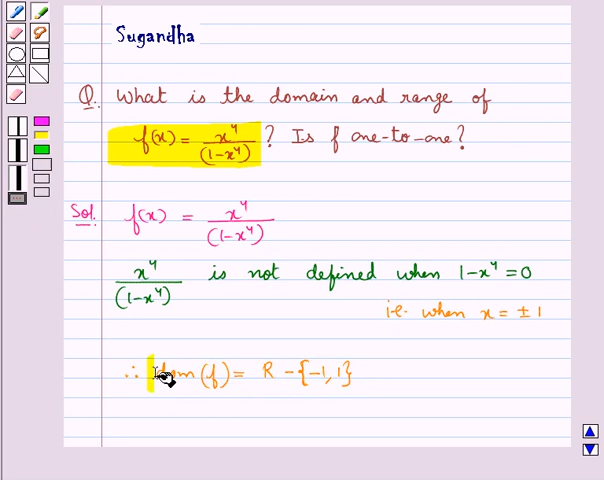 Sugandha
Q. What is the domain and range of
f(x) = x⁴/(1-x⁴) ? Is f one-to-one?
Sol. f(x) = x⁴/(1-x⁴)
x⁴/(1-x⁴) is not defined when 1-x⁴ = 0
i.e. when x = ± 1
∴ Dom (f) = R - {-1, 1}